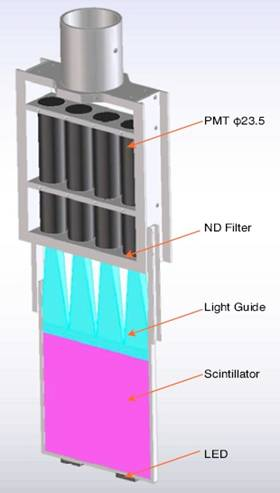 PMT φ23.5
ND Filter
Light Guide
Scintillator
LED